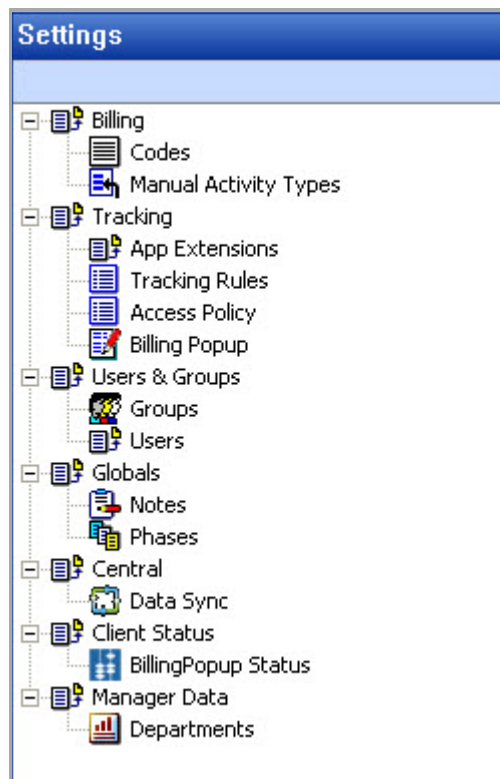 Settings
Billing
Codes
Manual Activity Types
Tracking
App Extensions
Tracking Rules
Access Policy
Billing Popup
Users & Groups
Groups
Users
Globals
Notes
Phases
Central
Data Sync
Client Status
BillingPopup Status
Manager Data
Departments